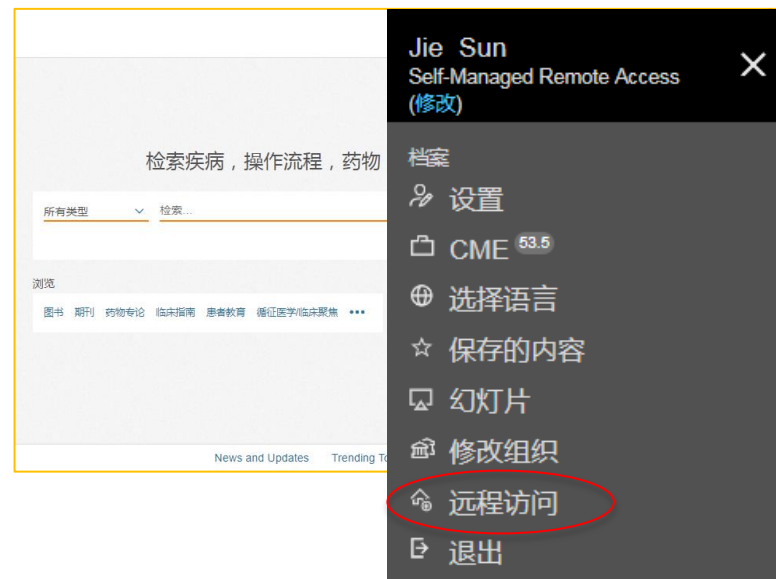 检索疾病，操作流程，药物
所有类型
检索...
浏览
图书 期刊 药物专论 临床指南 患者教育 循征医学/临床聚焦 •••
News and Updates Trending To
Jie Sun
Self-Managed Remote Access
(修改)
档案
设置
CME 53.5
选择语言
保存的内容
幻灯片
修改组织
远程访问
退出